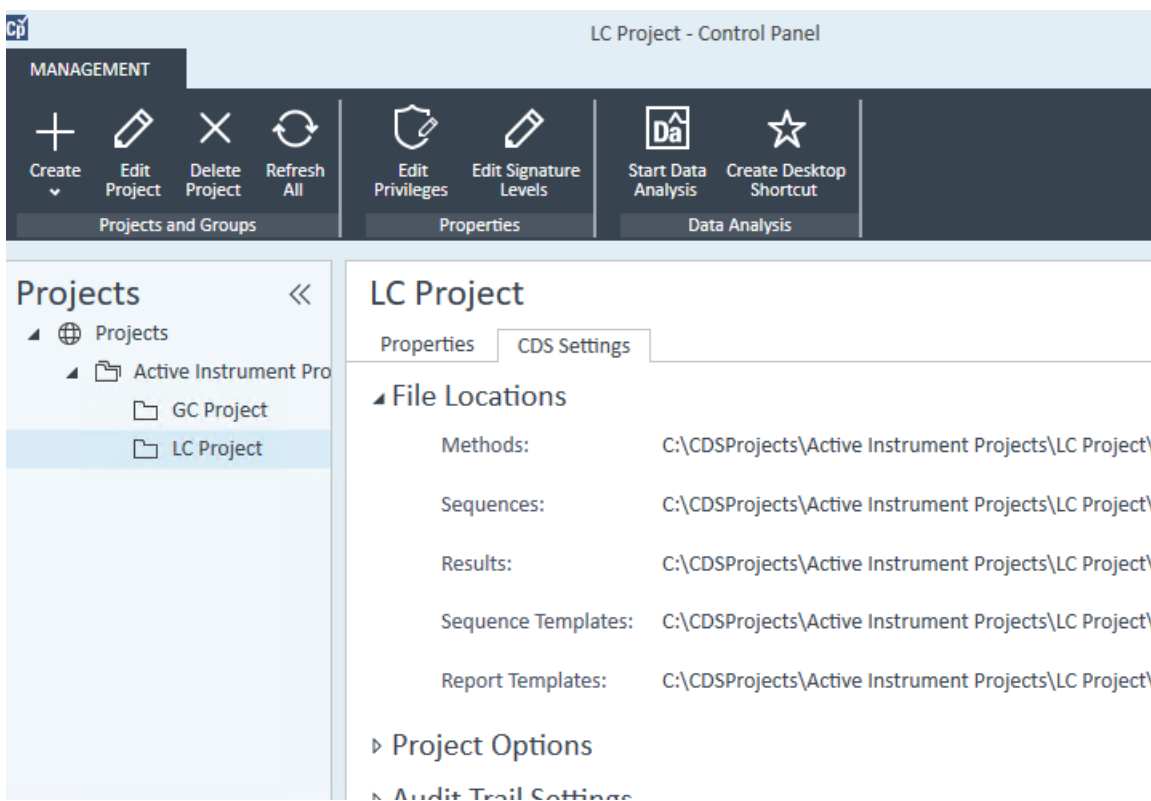 LC Project - Control Panel
MANAGEMENT
Create
Edit Project
Delete Project
Refresh All
Edit Privileges
Edit Signature Levels
Start Data Analysis
Create Desktop Shortcut
Projects and Groups
Properties
Data Analysis
Projects
Projects
Active Instrument Pro
GC Project
LC Project
LC Project
Properties
CDS Settings
File Locations
Methods: C:\CDSProjects\Active Instrument Projects\LC Project\
Sequences: C:\CDSProjects\Active Instrument Projects\LC Project\
Results: C:\CDSProjects\Active Instrument Projects\LC Project\
Sequence Templates: C:\CDSProjects\Active Instrument Projects\LC Project\
Report Templates: C:\CDSProjects\Active Instrument Projects\LC Project\
Project Options
Audit Trail Settings